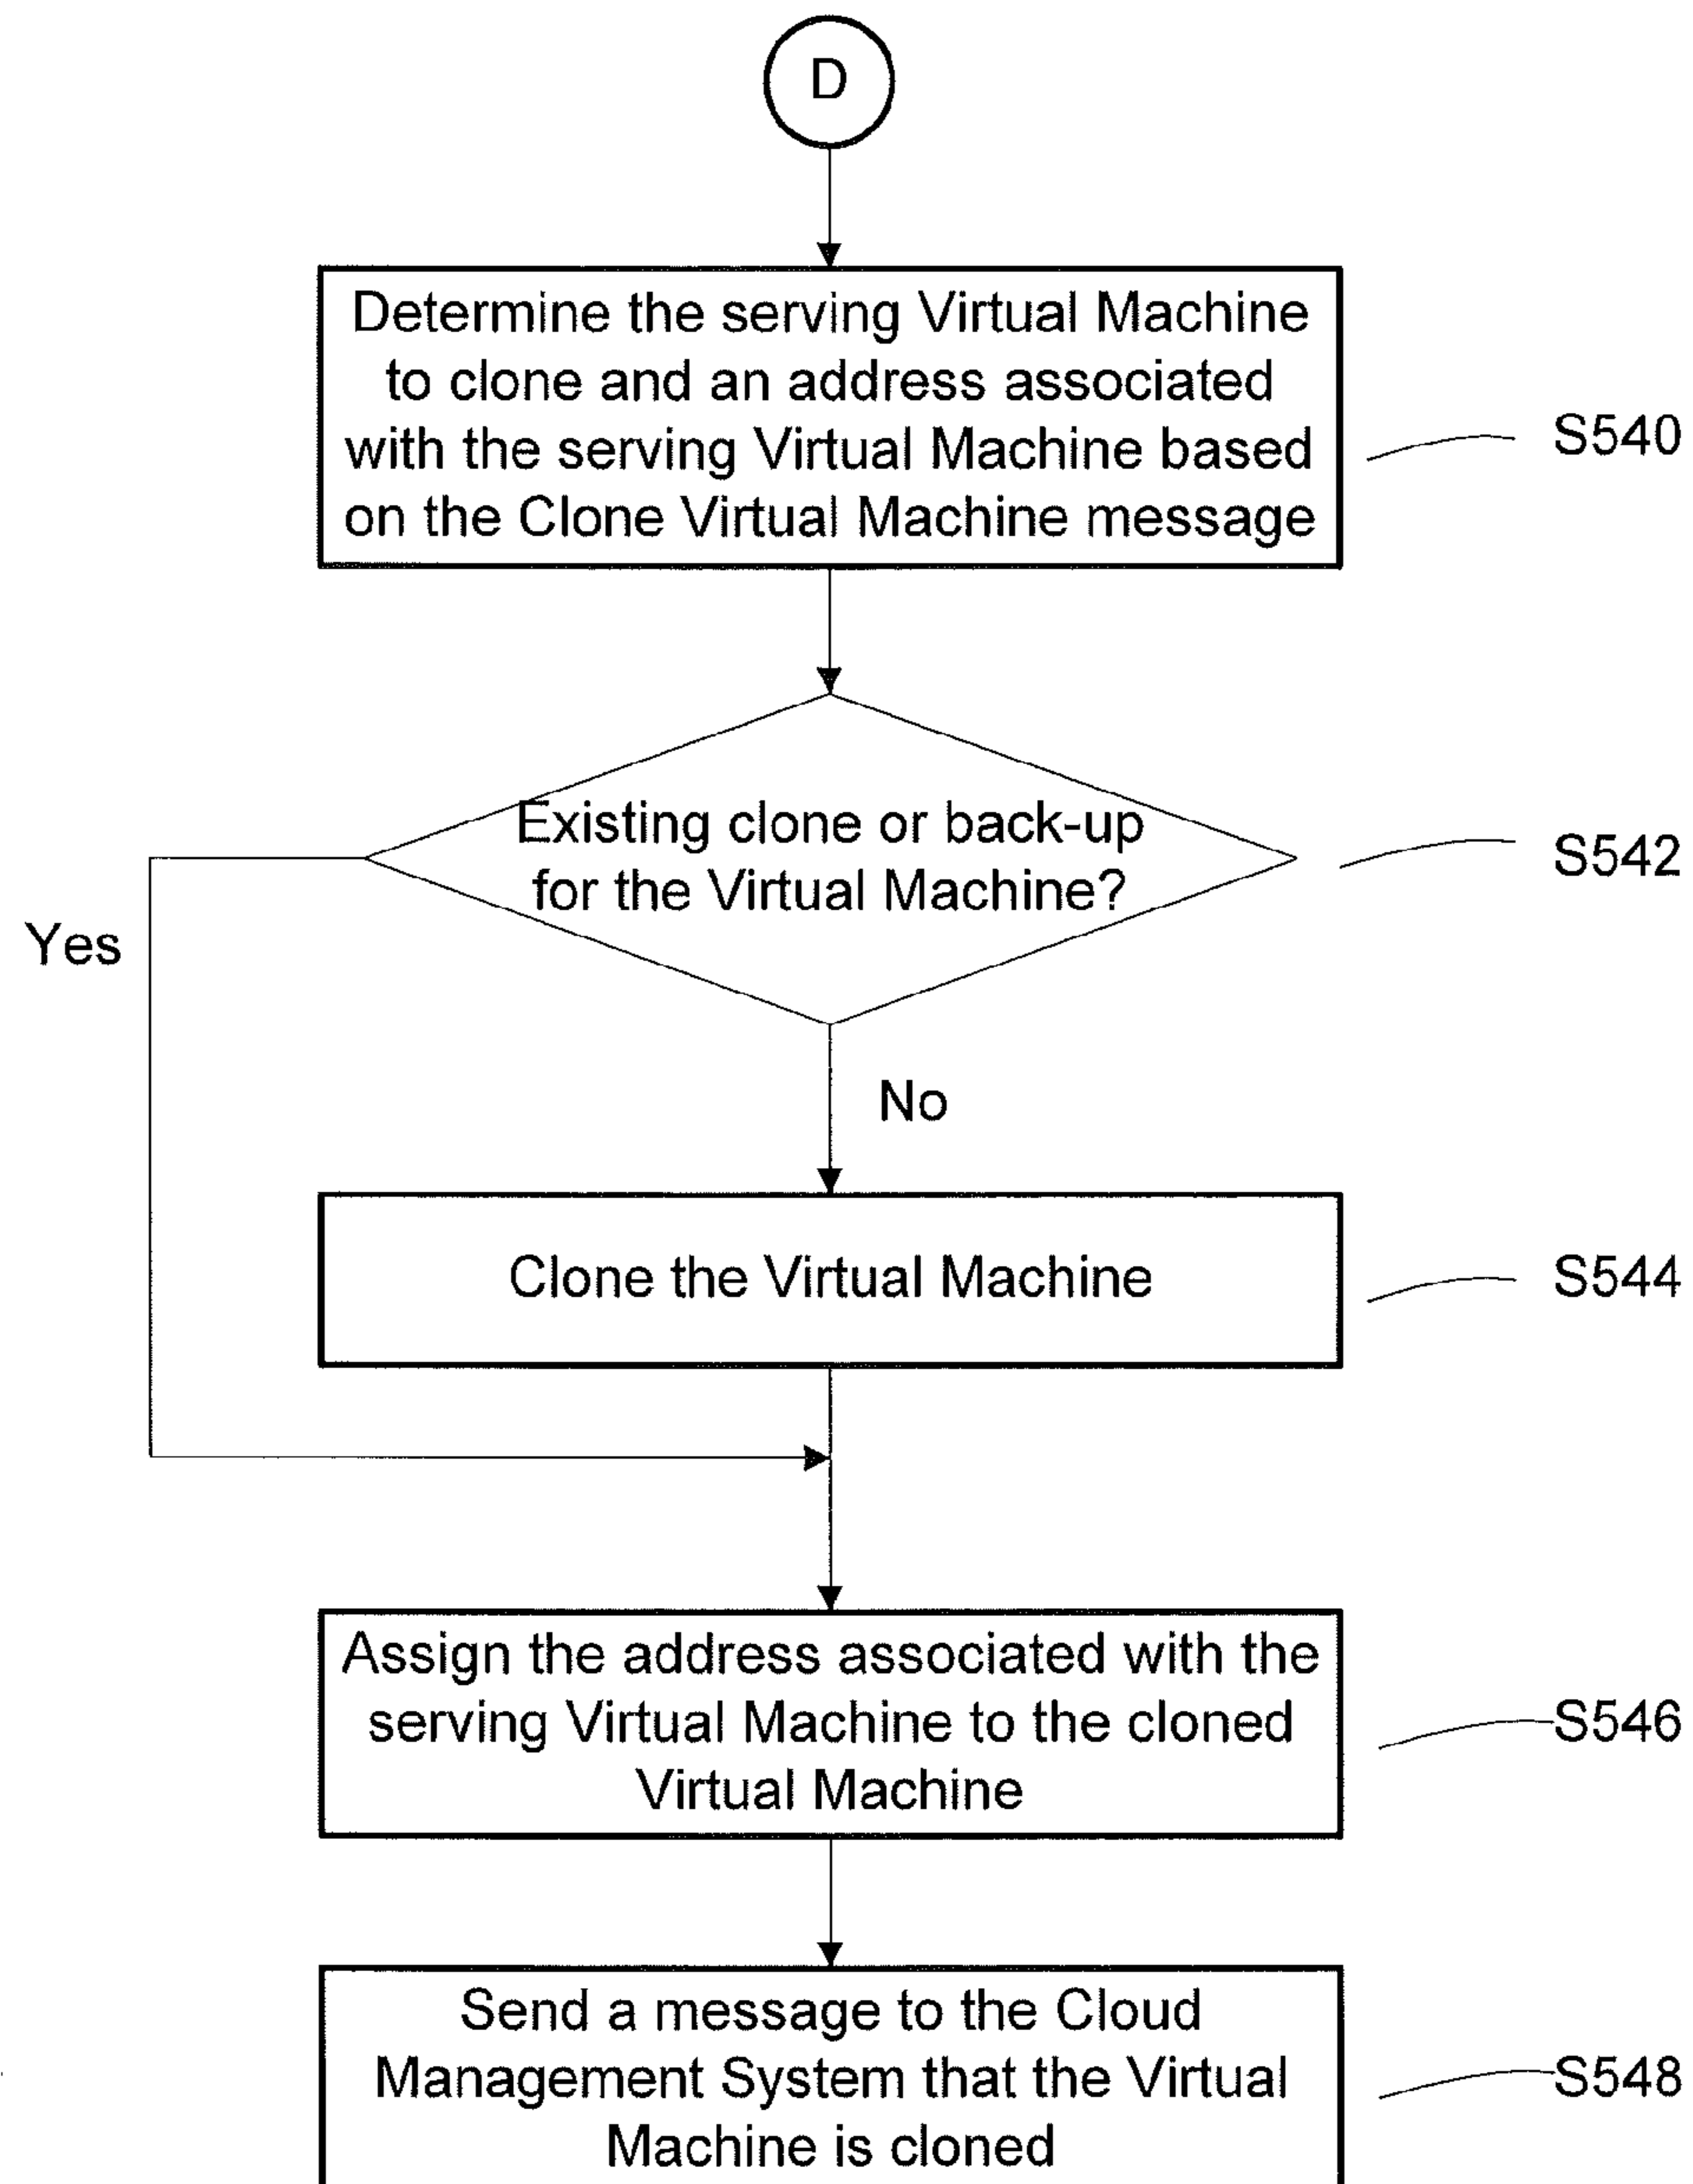 D
Determine the serving Virtual Machine
to clone and an address associated
with the serving Virtual Machine based
on the Clone Virtual Machine message
S540
Existing clone or back-up
for the Virtual Machine?
S542
Yes
No
Clone the Virtual Machine
S544
Assign the address associated with the
serving Virtual Machine to the cloned
Virtual Machine
S546
Send a message to the Cloud
Management System that the Virtual
Machine is cloned
S548